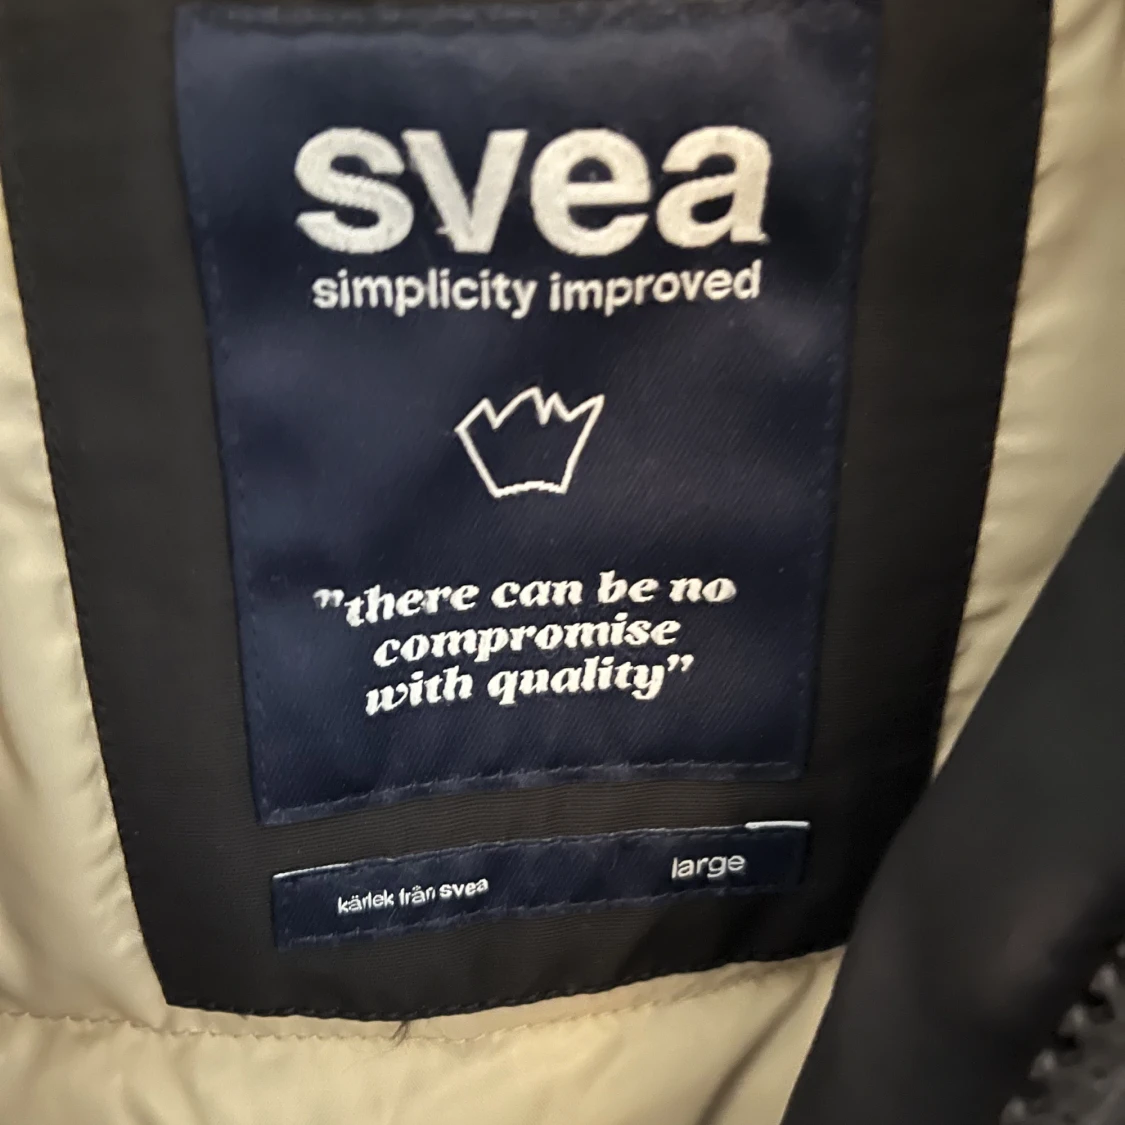 svea
simplicity improved
”there can be no
compromise
with quality”
kärlek från svea
large